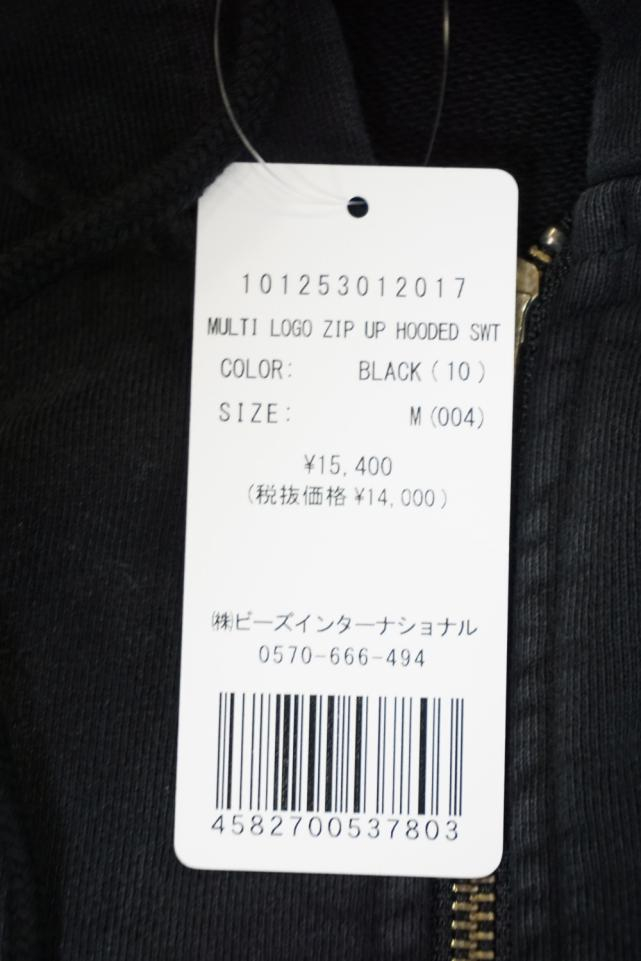 101253012017
MULTI LOGO ZIP UP HOODED SWT
COLOR: BLACK(10)
SIZE: M(004)
¥15,400
(税抜価格¥14,000)
㈱ビーズインターナショナル
0570-666-494
4582700537803